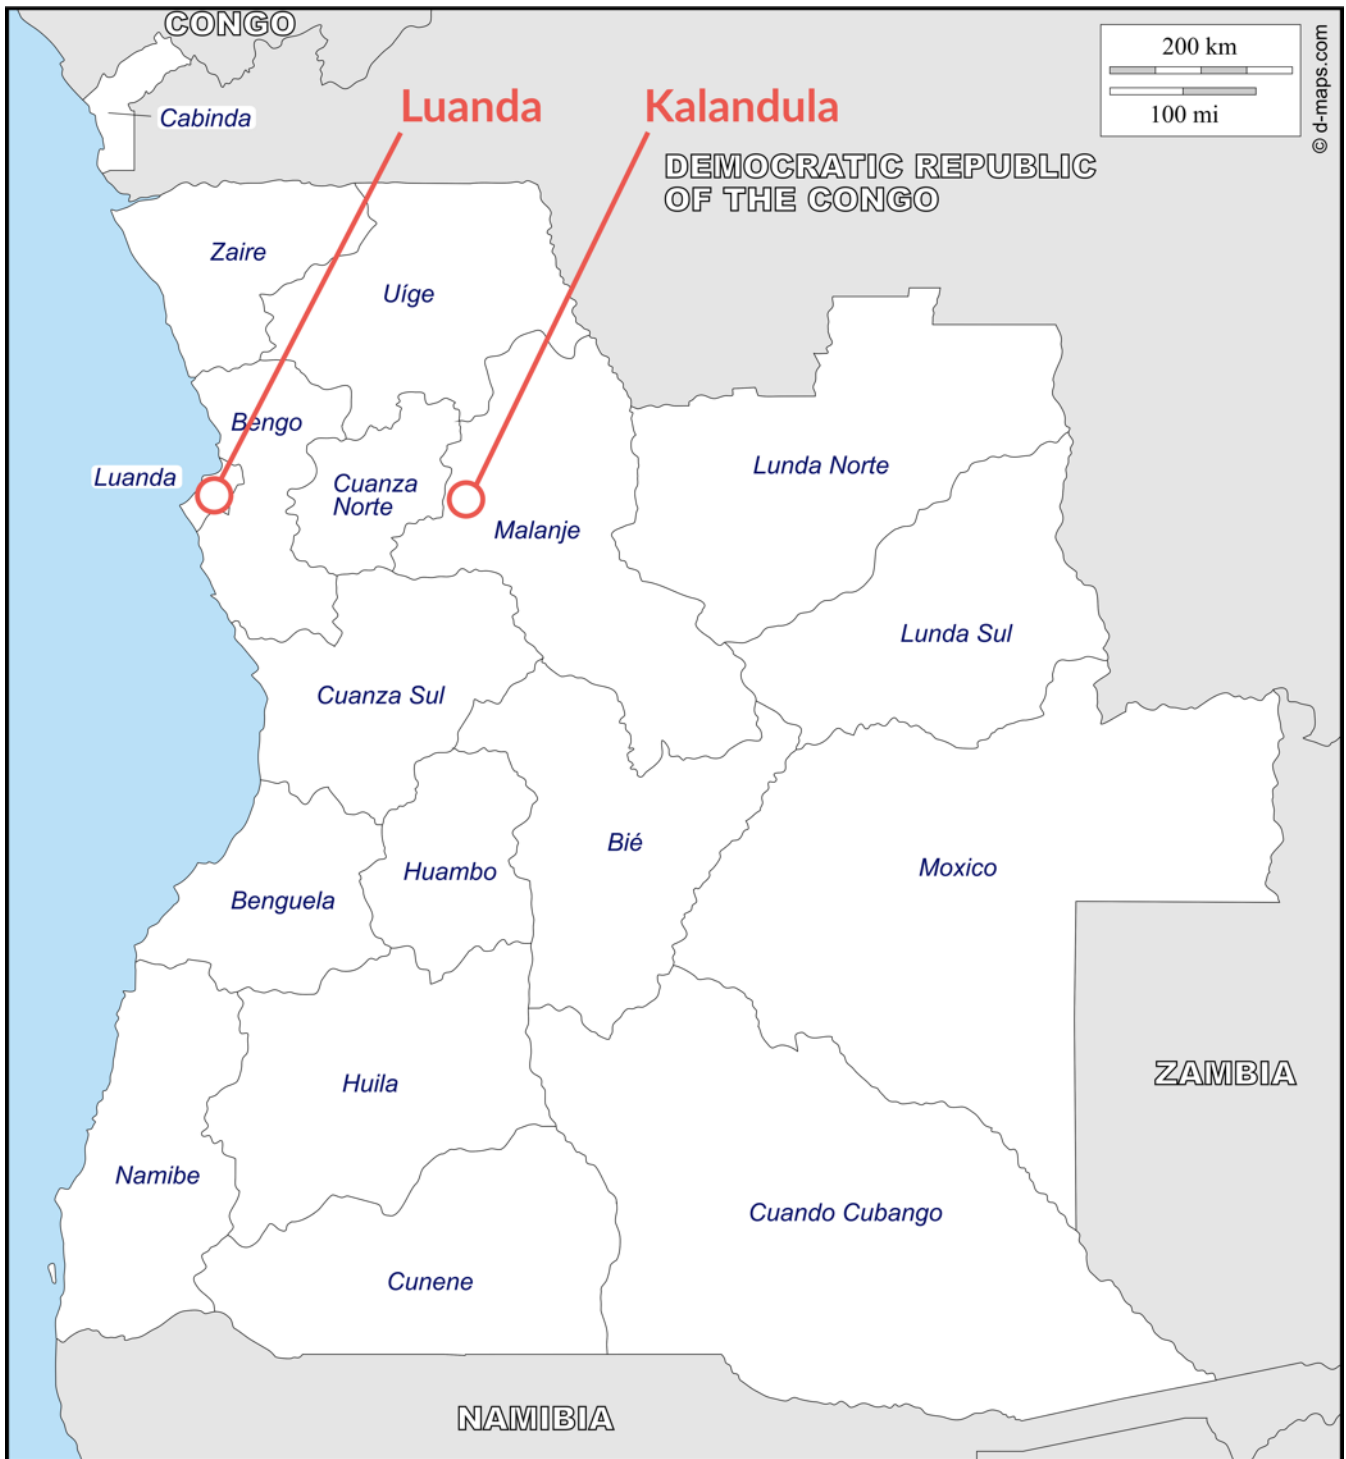 CONGO
200 km
100 mi
© d-maps.com
Cabinda
Luanda
Kalandula
DEMOCRATIC REPUBLIC
OF THE CONGO
Zaire
Uíge
Bengo
Luanda
Cuanza
Norte
Malanje
Lunda Norte
Lunda Sul
Cuanza Sul
Bié
Huambo
Moxico
Benguela
Huila
ZAMBIA
Namibe
Cuando Cubango
Cunene
NAMIBIA